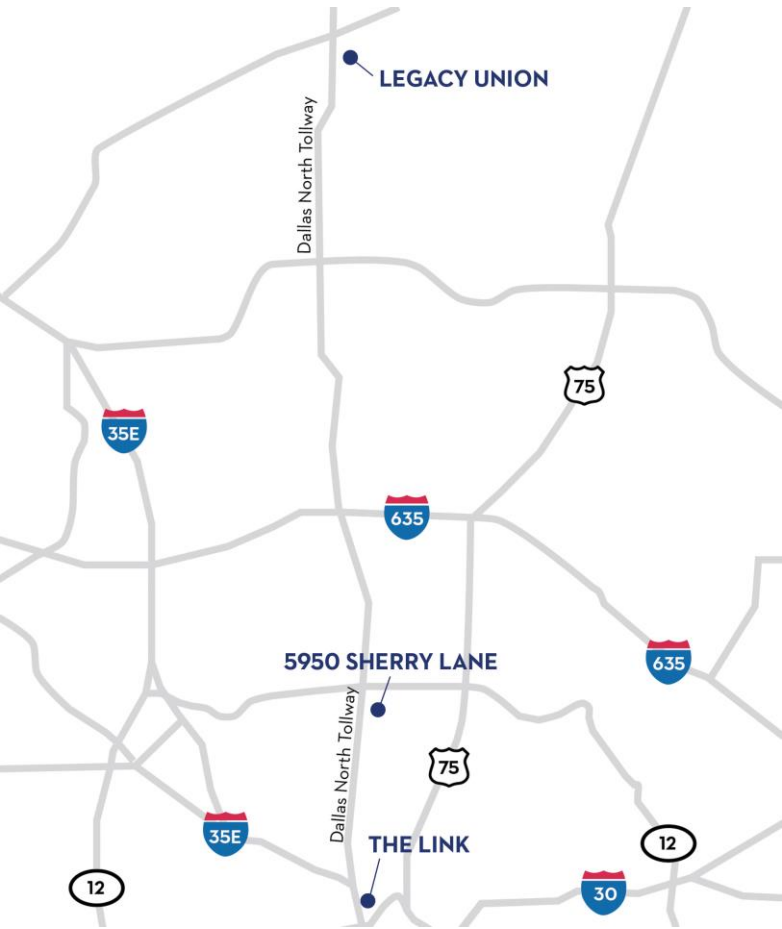 LEGACY UNION
Dallas North Tollway
75
35E
635
5950 SHERRY LANE
635
Dallas North Tollway
75
35E
THE LINK
12
12
30